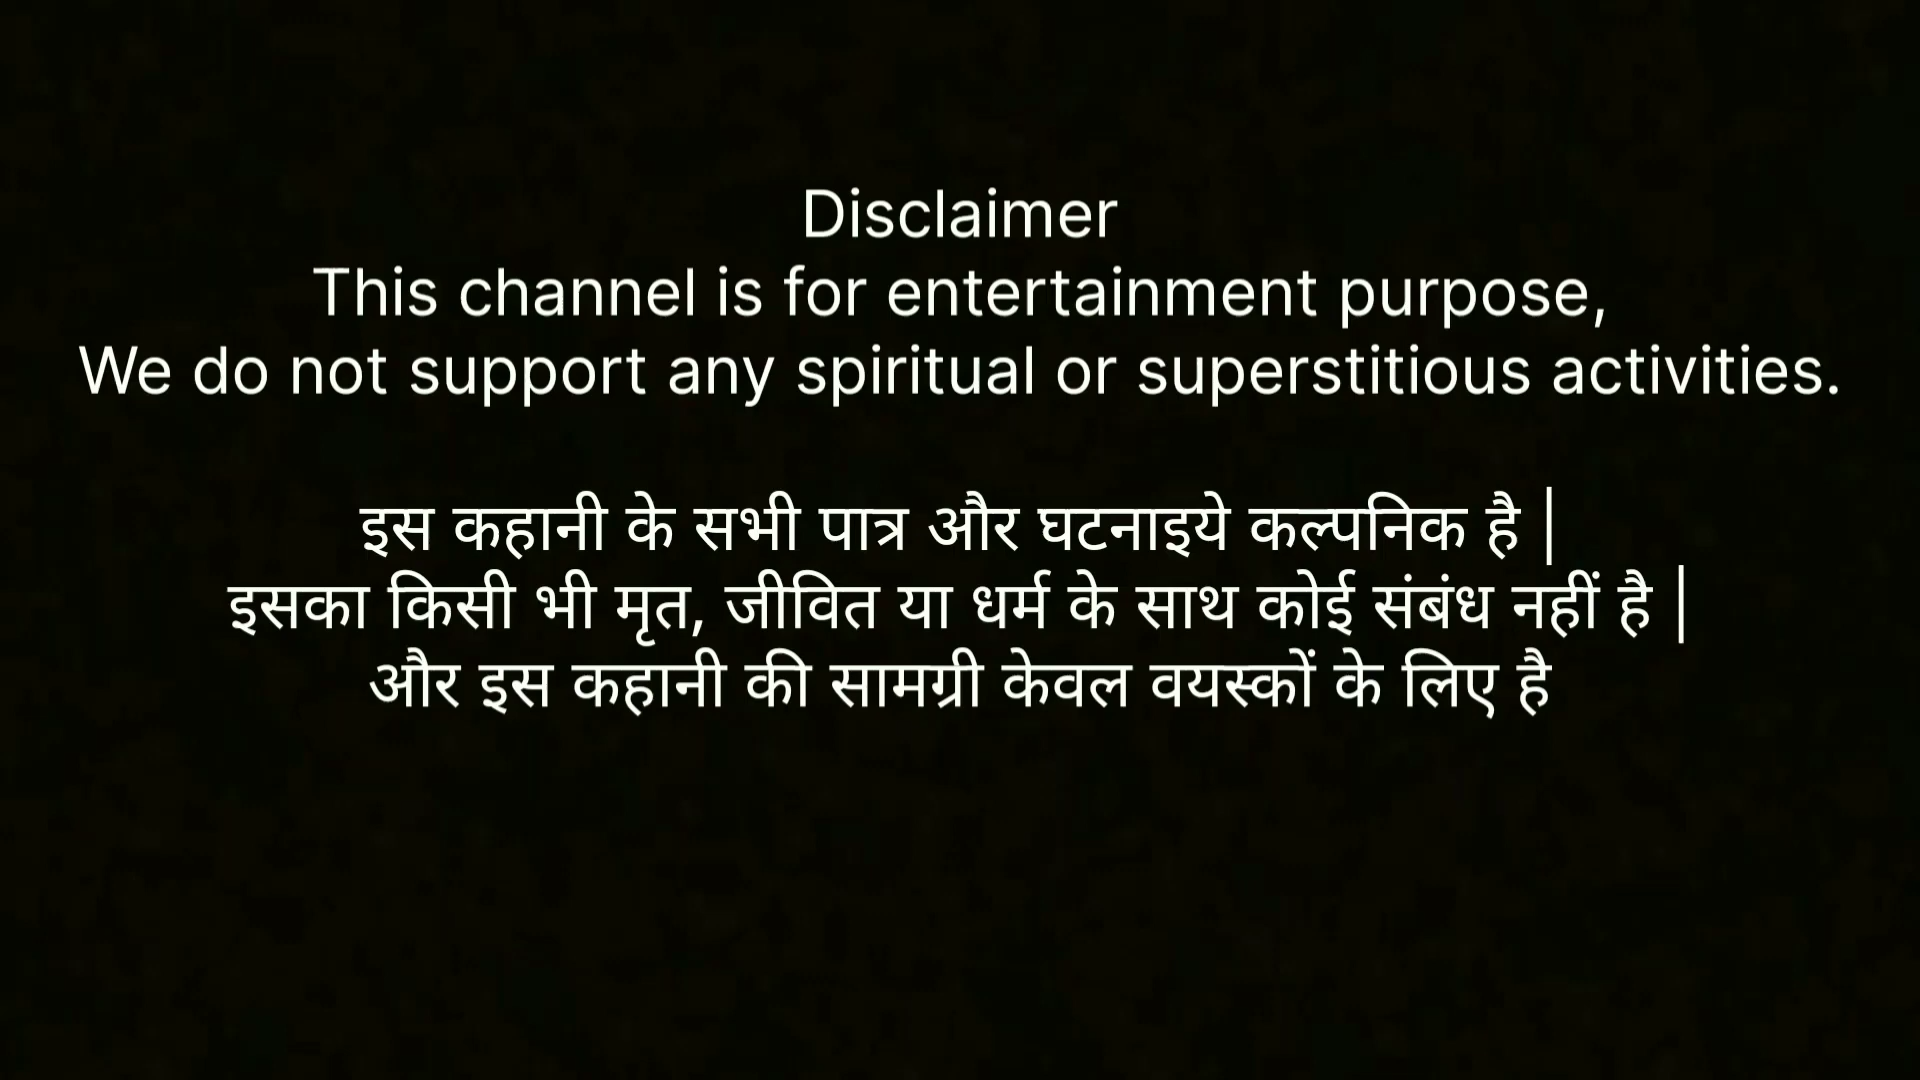 Disclaimer
This channel is for entertainment purpose,
We do not support any spiritual or superstitious activities.
इस कहानी के सभी पात्र और घटनाइये कल्पनिक है |
इसका किसी भी मृत, जीवित या धर्म के साथ कोई संबंध नहीं है |
और इस कहानी की सामग्री केवल वयस्कों के लिए है